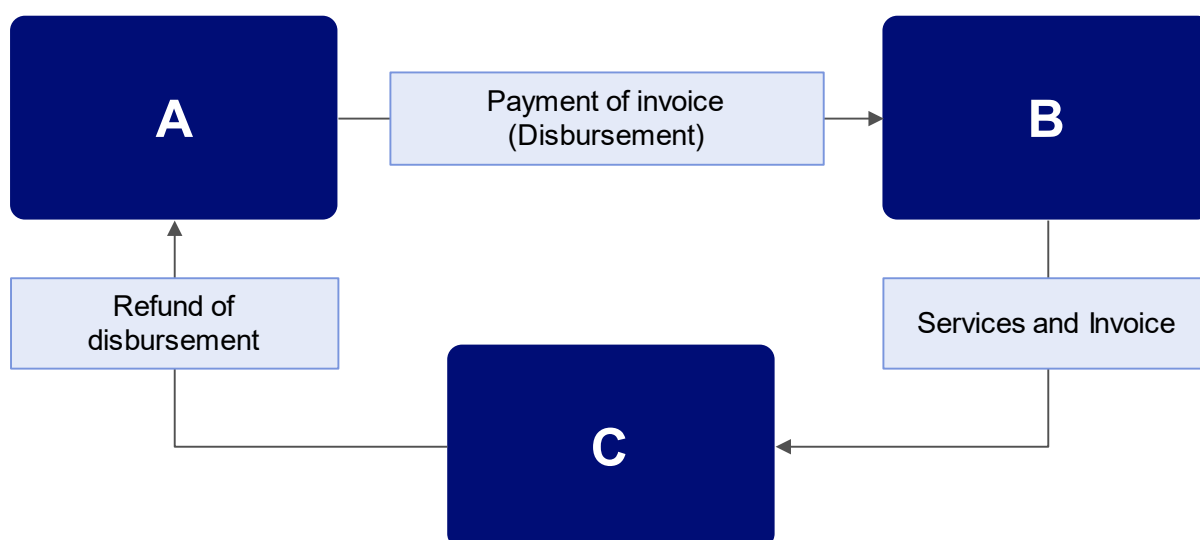 A
Payment of invoice
(Disbursement)
B
Refund of
disbursement
Services and Invoice
C